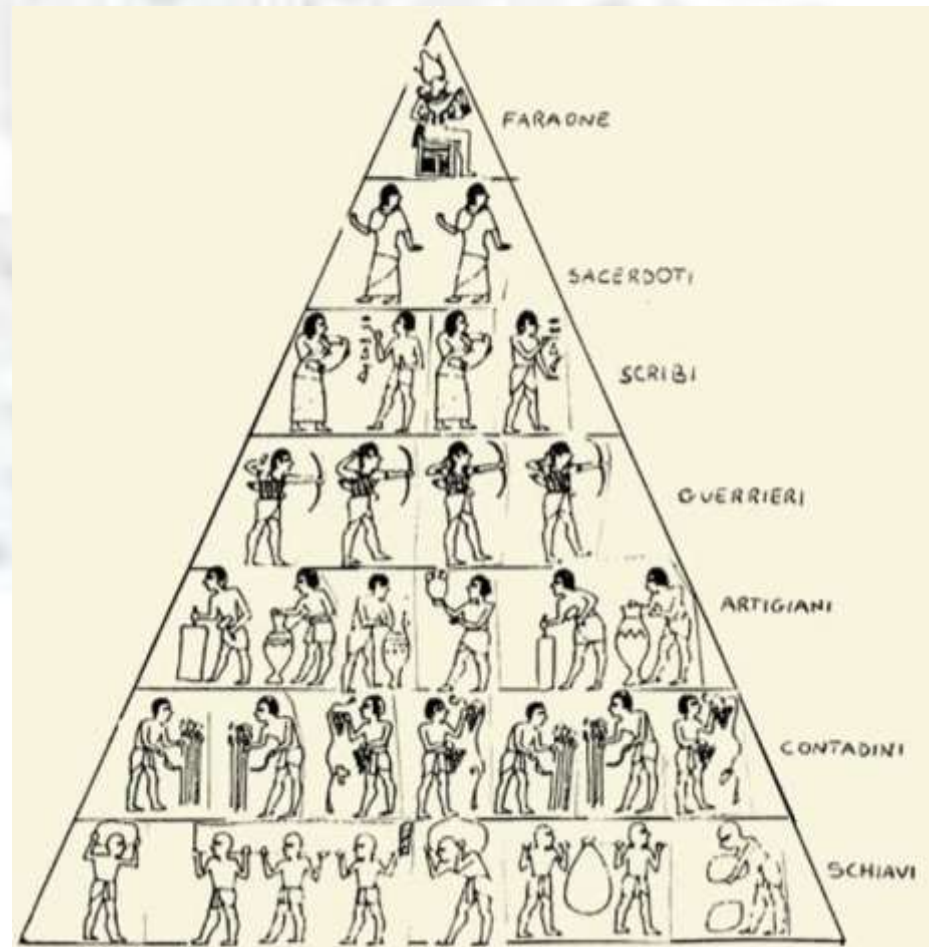 FARAONE
SACERDOTI
SCRIBI
GUERRIERI
ARTIGIANI
CONTADINI
SCHIAVI